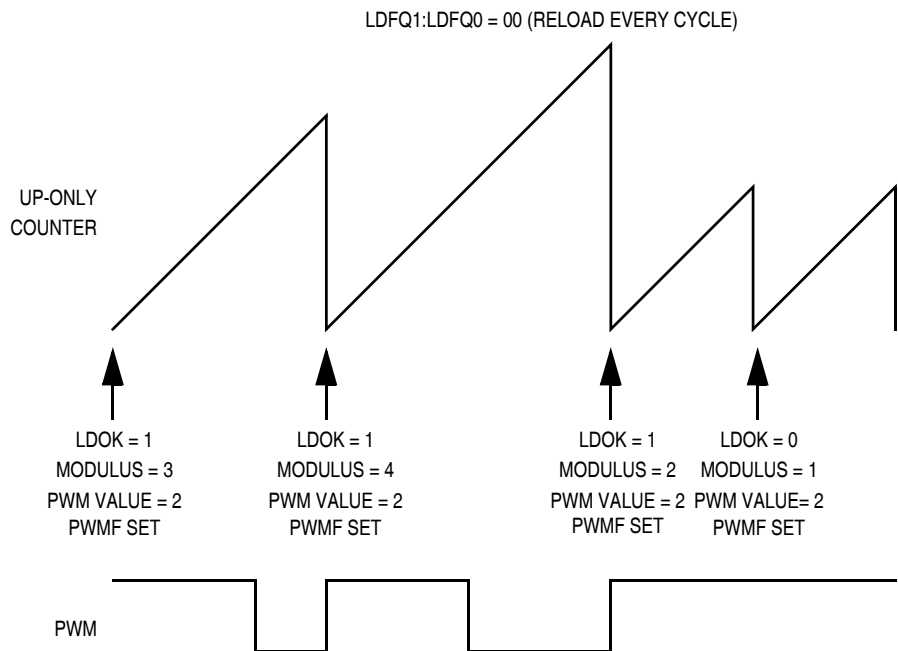 LDFQ1:LDFQ0 = 00 (RELOAD EVERY CYCLE)
UP-ONLY
COUNTER
LDOK = 1
MODULUS = 3
PWM VALUE = 2
PWMF SET
LDOK = 1
MODULUS = 4
PWM VALUE = 2
PWMF SET
LDOK = 1
MODULUS = 2
PWM VALUE = 2
PWMF SET
LDOK = 0
MODULUS = 1
PWM VALUE= 2
PWMF SET
PWM